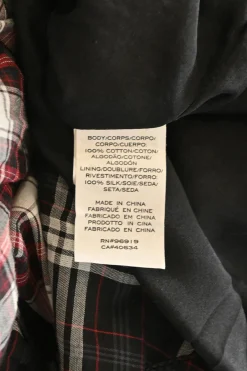 BODY/CORPS/CORPO/
CORPO/CUERPO:
100% COTTON/COTON/
ALGODÃO/COTONE/
ALGODÓN
LINING/DOUBLURE/FORRO/
RIVESTIMENTO/FORRO:
100% SILK/SOIE/SEDA/
SETA/SEDA
MADE IN CHINA
FABRIQUÉ EN CHINE
FABRICADO EM CHINA
PRODOTTO IN CINA
FABRICADO EN CHINA
RN#96919
CA#40634